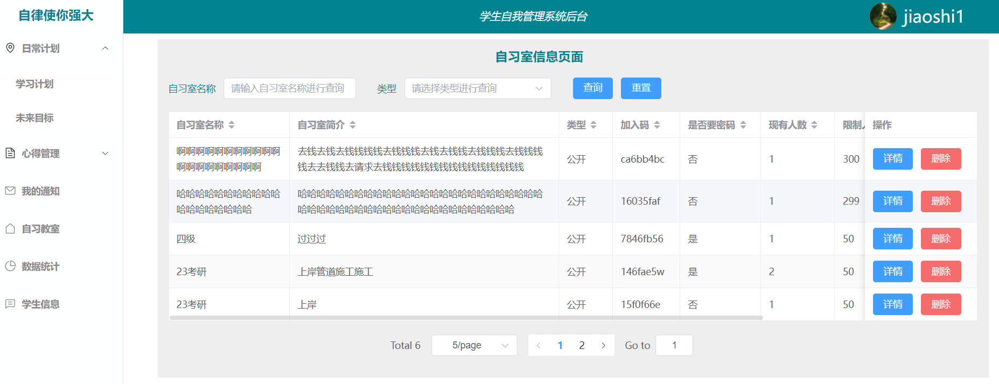 自律使你强大
学生自我管理系统后台
jiaoshi1
日常计划
学习计划
未来目标
心得管理
我的通知
自习教室
数据统计
学生信息
自习室信息页面
自习室名称 请输入自习室名称进行查询 类型 请选择类型进行查询 查询 重置
自习室名称 自习室简介 类型 加入码 是否要密码 现有人数 限制 操作
啊啊啊啊啊啊啊啊啊啊啊
啊啊啊啊啊啊啊啊啊
去钱去钱去钱钱钱钱去钱钱钱去钱去钱钱去钱钱钱去钱钱钱
钱去去钱钱去请求去钱钱钱钱钱钱钱钱钱钱钱钱钱钱钱
公开 ca6bb4bc 否 1 300 详情 删除
哈哈哈哈哈哈哈哈哈哈哈
哈哈哈哈哈哈哈哈
哈哈哈哈哈哈哈哈哈哈哈哈哈哈哈哈哈哈哈哈哈哈哈哈哈哈
哈哈哈哈哈哈哈哈哈哈哈哈哈哈哈哈哈哈哈哈哈哈哈
公开 16035faf 否 1 299 详情 删除
四级 过过过 公开 7846fb56 是 1 50 详情 删除
23考研 上岸管道施工施工 公开 146fae5w 是 2 50 详情 删除
23考研 上岸 公开 15f0f66e 否 1 50 详情 删除
Total 6 5/page 1 2 Go to 1